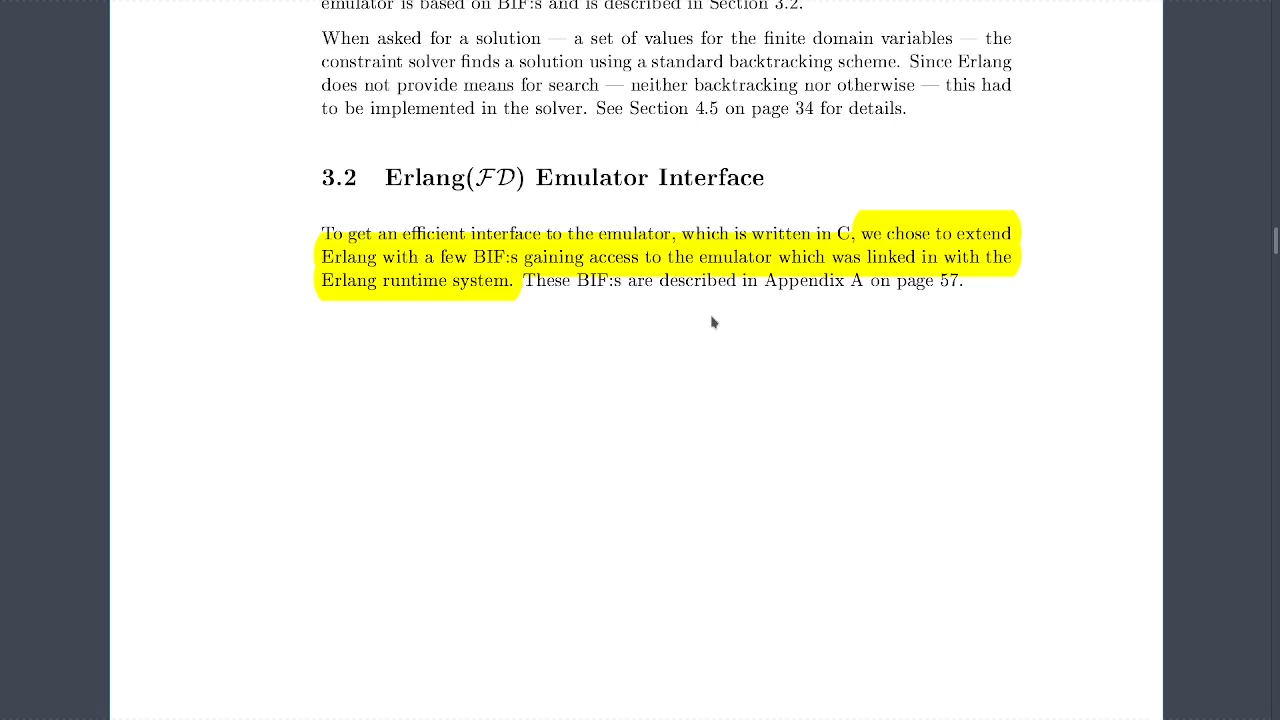 emulator is based on BIF:s and is described in Section 3.2.
When asked for a solution — a set of values for the finite domain variables — the
constraint solver finds a solution using a standard backtracking scheme. Since Erlang
does not provide means for search — neither backtracking nor otherwise — this had
to be implemented in the solver. See Section 4.5 on page 34 for details.
3.2 Erlang(ℱ𝒟) Emulator Interface
To get an efficient interface to the emulator, which is written in C, we chose to extend
Erlang with a few BIF:s gaining access to the emulator which was linked in with the
Erlang runtime system. These BIF:s are described in Appendix A on page 57.